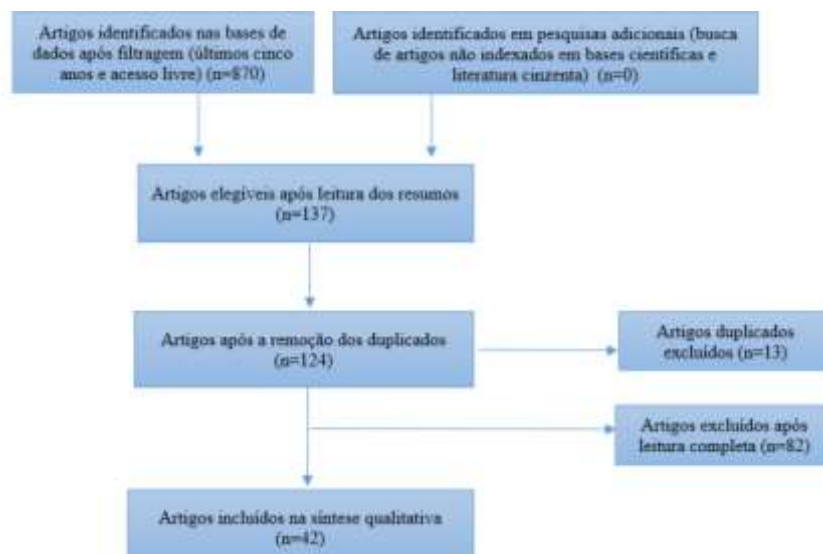 Artigos identificados nas bases de
dados após filtragem (últimos cinco
anos e acesso livre) (n=870)
Artigos identificados em pesquisas adicionais (busca
de artigos não indexados em bases científicas e
literatura cinzenta) (n=0)
Artigos elegíveis após leitura dos resumos
(n=137)
Artigos após a remoção dos duplicados
(n=124)
Artigos duplicados
excluídos (n=13)
Artigos excluídos após
leitura completa (n=82)
Artigos incluídos na síntese qualitativa
(n=42)